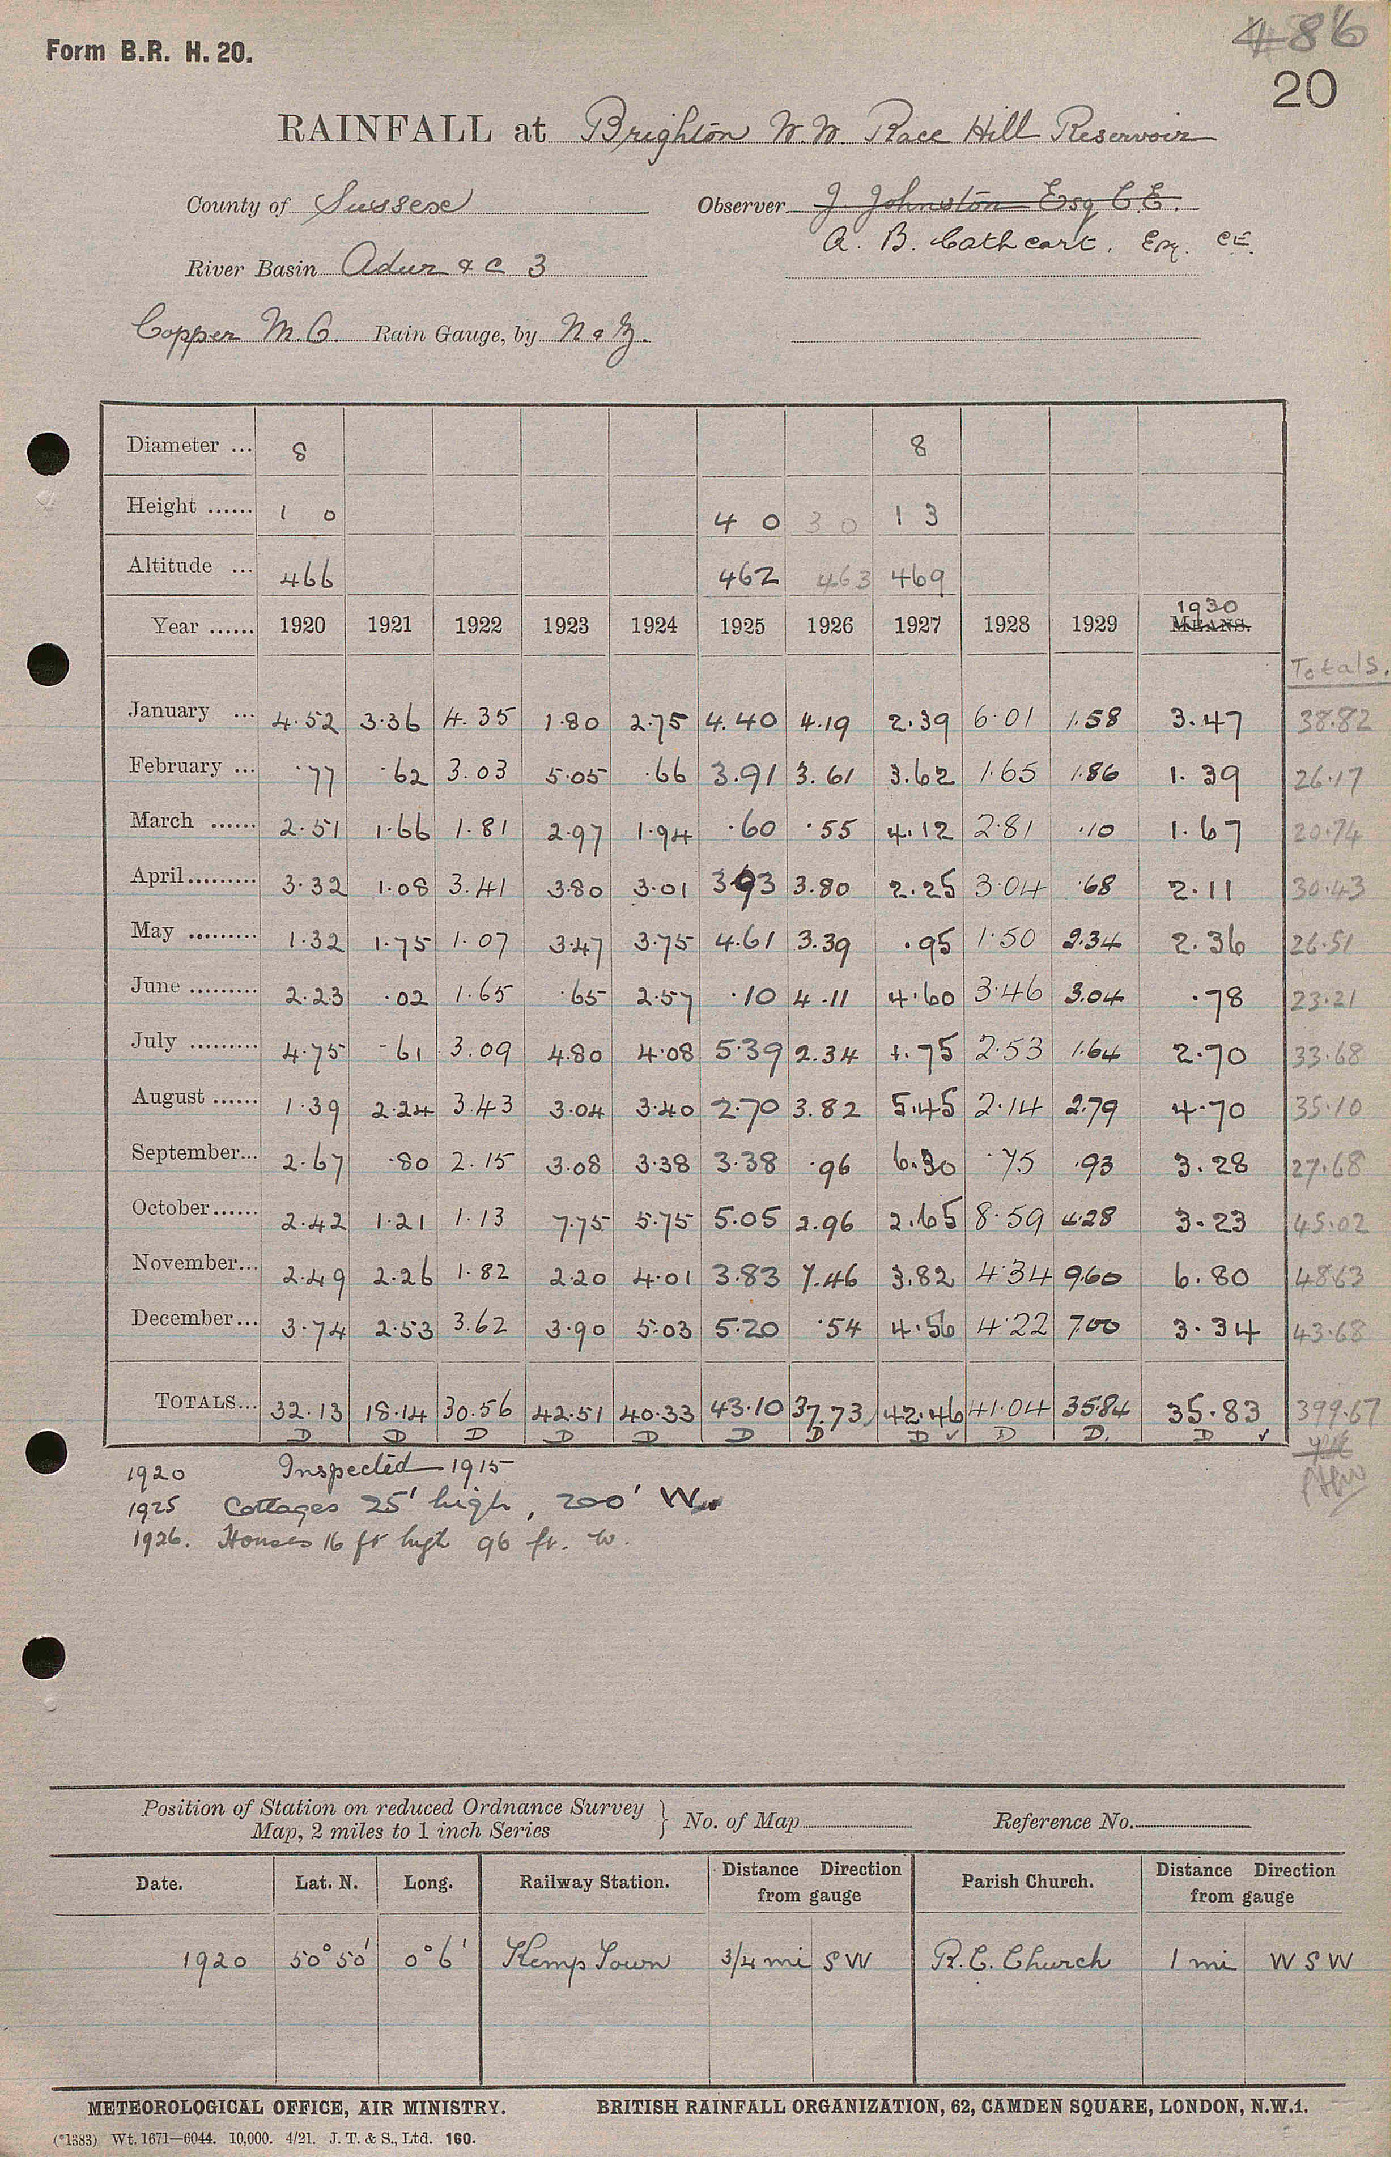 Form B.R. H. 20.
486
20
RAINFALL at Brighton W.W. Race Hill Reservoir
County of Sussex Observer J. Johnston Esq C.E.
A. B. Cathcart. Esq. CE.
River Basin Adur & c 3
Copper M.O. Rain Gauge, by N & Z.
Diameter ... 8 8
Height ...... 1 0 4 0 3 0 1 3
Altitude ... 466 462 463 469
1930
Year ...... 1920 1921 1922 1923 1924 1925 1926 1927 1928 1929 MEANS.
Totals.
January ... 4.52 3.36 4.35 1.80 2.75 4.40 4.19 2.39 6.01 1.58 3.47 38.82
February ... .77 .62 3.03 5.05 .66 3.91 3.61 3.62 1.65 1.86 1.39 26.17
March ...... 2.51 1.66 1.81 2.97 1.94 .60 .55 4.12 2.81 .10 1.67 20.74
April ......... 3.32 1.08 3.41 3.80 3.01 3.93 3.80 2.25 3.04 .68 2.11 30.43
May ......... 1.32 1.75 1.07 3.47 3.75 4.61 3.39 .95 1.50 2.34 2.36 26.51
June ......... 2.23 .02 1.65 .65 2.57 .10 4.11 4.60 3.46 3.04 .78 23.21
July ......... 4.75 .61 3.09 4.80 4.08 5.39 2.34 1.75 2.53 1.64 2.70 33.68
August ...... 1.39 2.24 3.43 3.04 3.40 2.70 3.82 5.45 2.14 2.79 4.70 35.10
September... 2.67 .80 2.15 3.08 3.38 3.38 .96 6.30 .75 .93 3.28 27.68
October...... 2.42 1.21 1.13 7.75 5.75 5.05 2.96 2.65 8.59 4.28 3.23 45.02
November... 2.49 2.26 1.82 2.20 4.01 3.83 7.46 3.82 4.34 9.60 6.80 48.63
December... 3.74 2.53 3.62 3.90 5.03 5.20 .54 4.56 4.22 7.00 3.34 43.68
TOTALS... 32.13 18.14 30.56 42.51 40.33 43.10 37.73 42.46 41.04 35.84 35.83 399.67
D D D D D D D D ✓ D D. D ✓
1920 Inspected 1915
1925 Cottages 25' high, 200' W.
1926. Houses 16 ft high 96 ft. W.
Position of Station on reduced Ordnance Survey
Map, 2 miles to 1 inch Series } No. of Map Reference No.
Date. Lat. N. Long. Railway Station. Distance Direction from gauge Parish Church. Distance Direction from gauge
1920 50°50' 0°6' Kemp Town 3/4 mi SW R.C. Church 1 mi W S W
METEOROLOGICAL OFFICE, AIR MINISTRY. BRITISH RAINFALL ORGANIZATION, 62, CAMDEN SQUARE, LONDON, N.W.1.
(*1383) Wt. 1671—6044. 10,000. 4/21. J. T. & S., Ltd. 160.